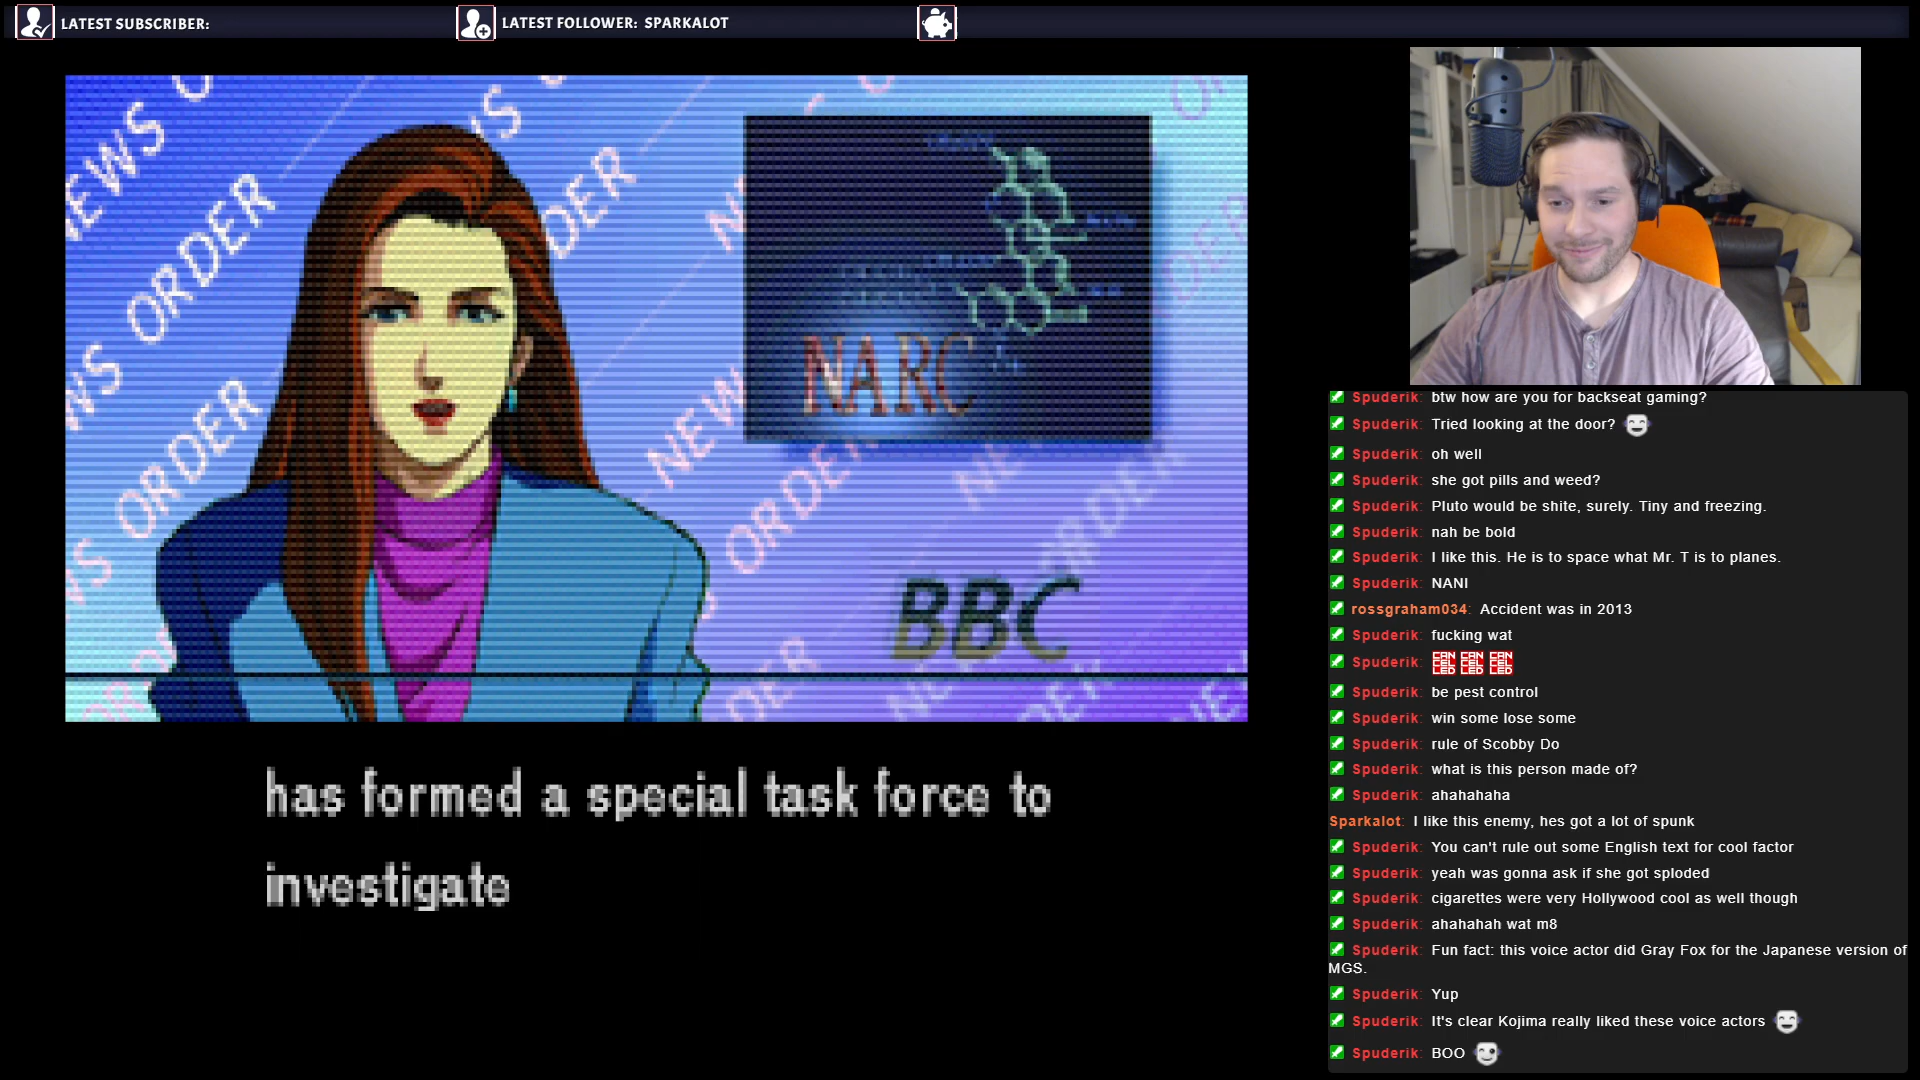 LATEST SUBSCRIBER:
LATEST FOLLOWER: SPARKALOT
NEWS ORDER
NARC
BBC
has formed a special task force to
investigate
Spuderik: btw how are you for backseat gaming?
Spuderik: Tried looking at the door?
Spuderik: oh well
Spuderik: she got pills and weed?
Spuderik: Pluto would be shite, surely. Tiny and freezing.
Spuderik: nah be bold
Spuderik: I like this. He is to space what Mr. T is to planes.
Spuderik: NANI
rossgraham034: Accident was in 2013
Spuderik: fucking wat
Spuderik: CANCELLED CANCELLED CANCELLED
Spuderik: be pest control
Spuderik: win some lose some
Spuderik: rule of Scobby Do
Spuderik: what is this person made of?
Spuderik: ahahahaha
Sparkalot: I like this enemy, hes got a lot of spunk
Spuderik: You can't rule out some English text for cool factor
Spuderik: yeah was gonna ask if she got sploded
Spuderik: cigarettes were very Hollywood cool as well though
Spuderik: ahahahah wat m8
Spuderik: Fun fact: this voice actor did Gray Fox for the Japanese version of
MGS.
Spuderik: Yup
Spuderik: It's clear Kojima really liked these voice actors
Spuderik: BOO